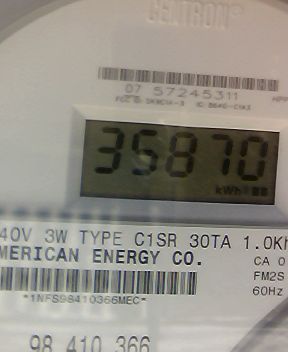 CENTRON®
07 57245311
35870
kWh
40V 3W TYPE C1SR 30TA 1.0Kh
MERICAN ENERGY CO.
CA 0
FM2S
60Hz
*1NFS98410366MEC*
98 410 366